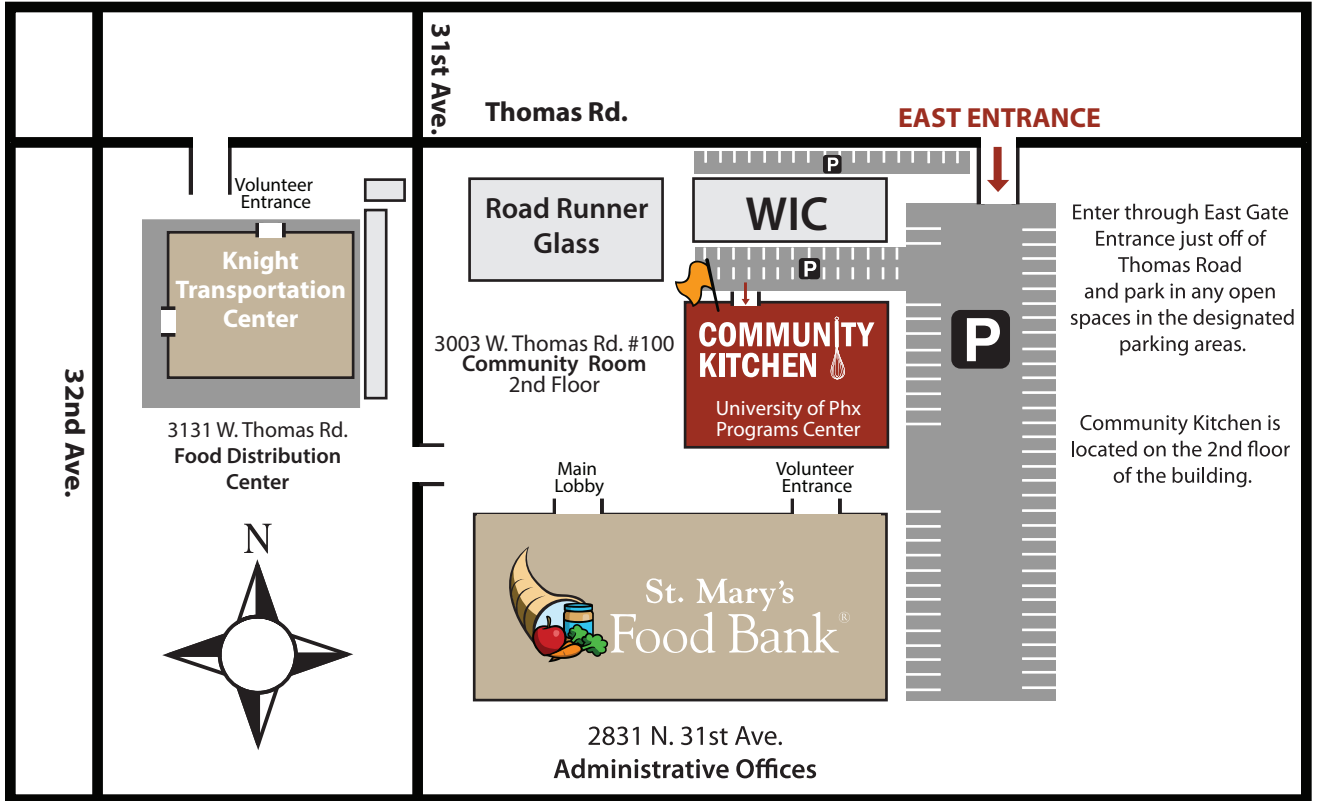 31st Ave.
Thomas Rd.
EAST ENTRANCE
P
Volunteer
Entrance
Road Runner
Glass
WIC
Enter through East Gate
Entrance just off of
Thomas Road
and park in any open
spaces in the designated
parking areas.
Knight
Transportation
Center
P
P
COMMUNITY
KITCHEN
University of Phx
Programs Center
3003 W. Thomas Rd. #100
Community Room
2nd Floor
32nd Ave.
3131 W. Thomas Rd.
Food Distribution
Center
Community Kitchen is
located on the 2nd floor
of the building.
Main
Lobby
Volunteer
Entrance
N
St. Mary's
Food Bank®
2831 N. 31st Ave.
Administrative Offices